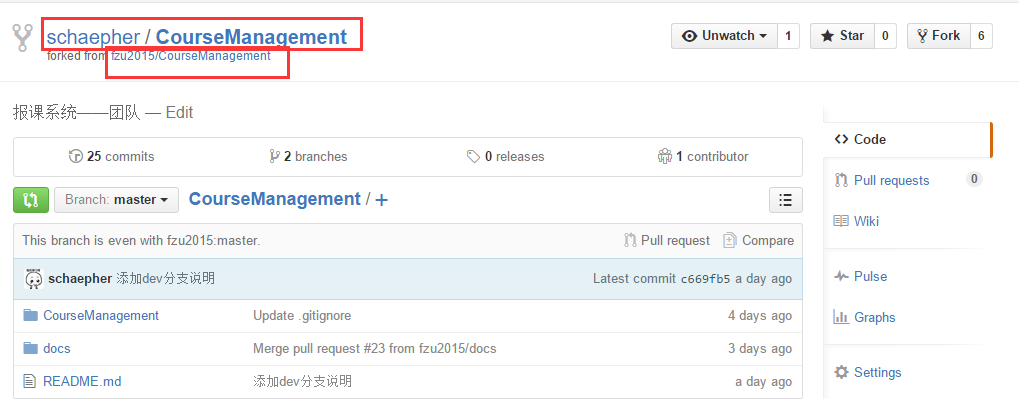 schaepher / CourseManagement
Unwatch 1 Star 0 Fork 6
forked from fzu2015/CourseManagement
报课系统——团队 — Edit
25 commits 2 branches 0 releases 1 contributor
Branch: master CourseManagement / +
This branch is even with fzu2015:master. Pull request Compare
schaepher 添加dev分支说明 Latest commit c669fb5 a day ago
CourseManagement Update .gitignore 4 days ago
docs Merge pull request #23 from fzu2015/docs 3 days ago
README.md 添加dev分支说明 a day ago
Code
Pull requests 0
Wiki
Pulse
Graphs
Settings